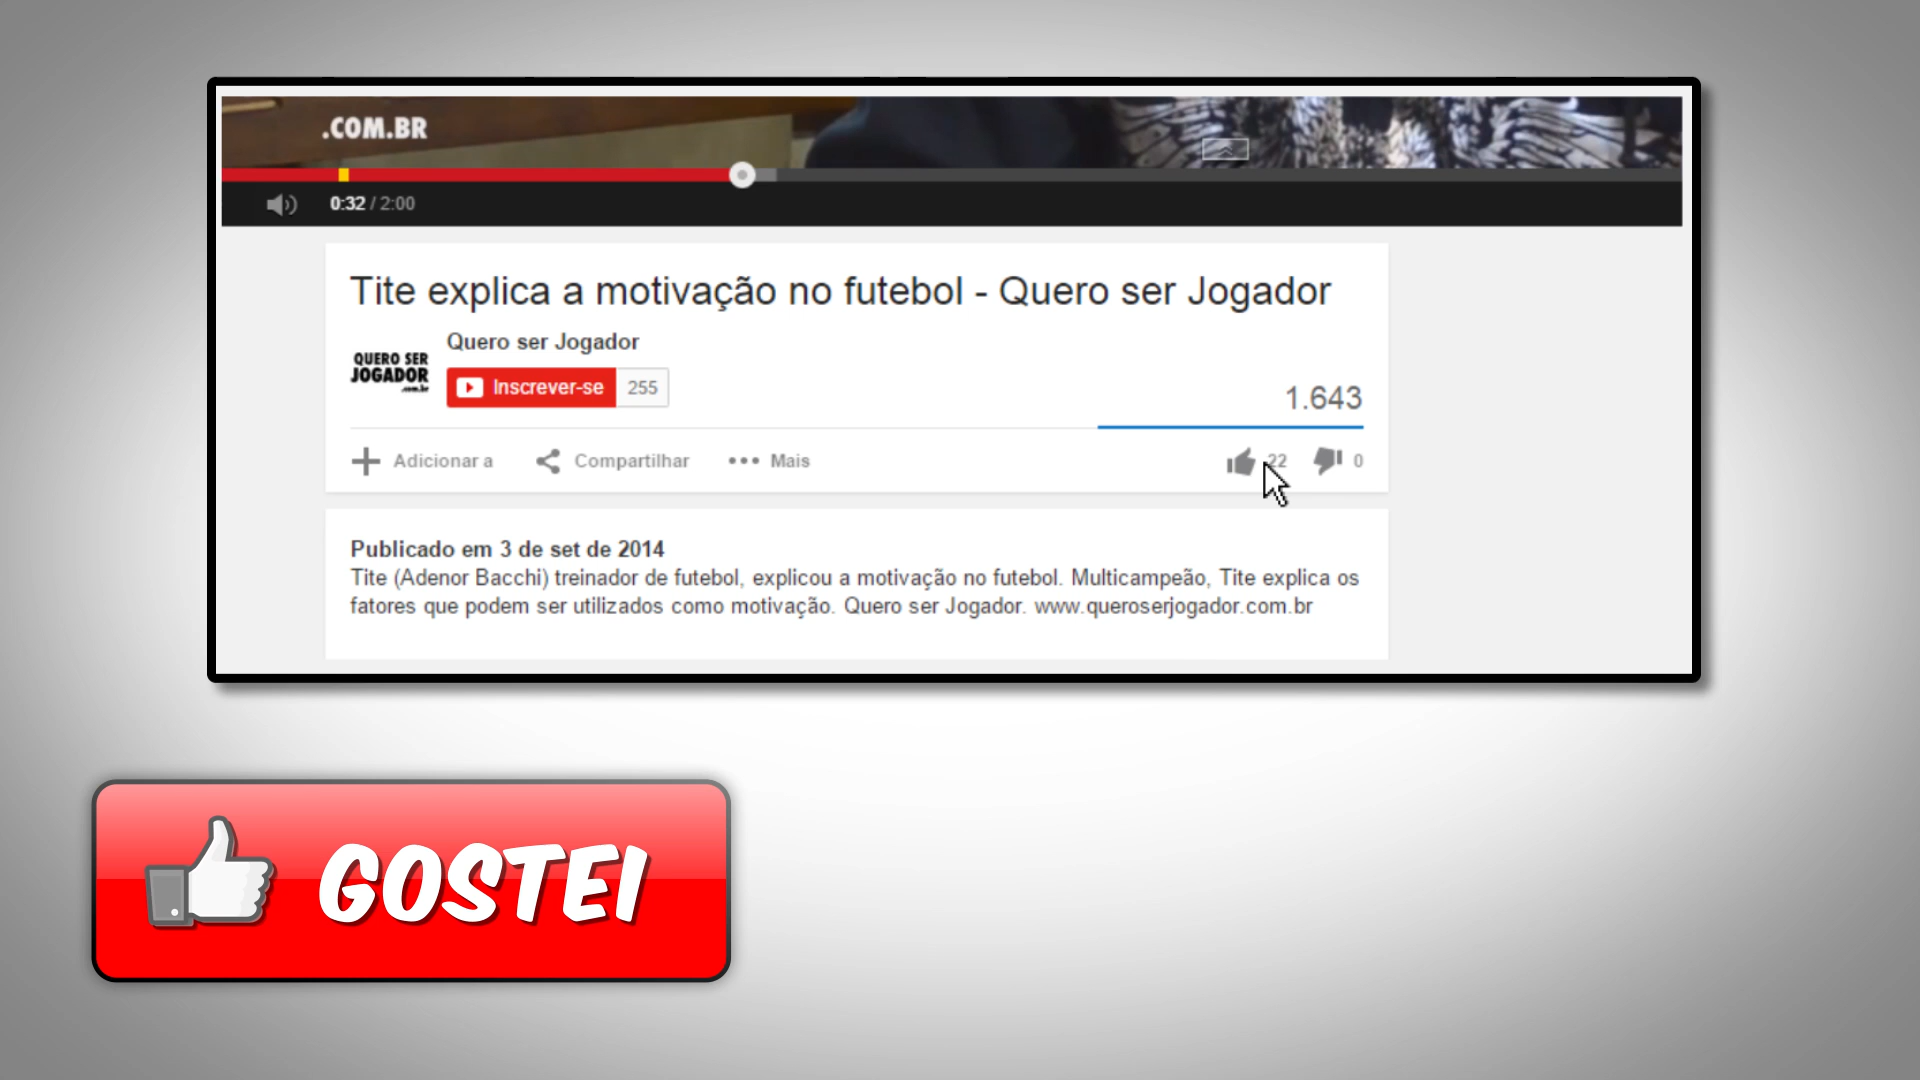 .COM.BR
0:32 / 2:00
Tite explica a motivação no futebol - Quero ser Jogador
Quero ser Jogador
QUERO SER
JOGADOR
.com.br
Inscrever-se 255
1.643
Adicionar a Compartilhar Mais 22 0
Publicado em 3 de set de 2014
Tite (Adenor Bacchi) treinador de futebol, explicou a motivação no futebol. Multicampeão, Tite explica os
fatores que podem ser utilizados como motivação. Quero ser Jogador. www.queroserjogador.com.br
GOSTEI